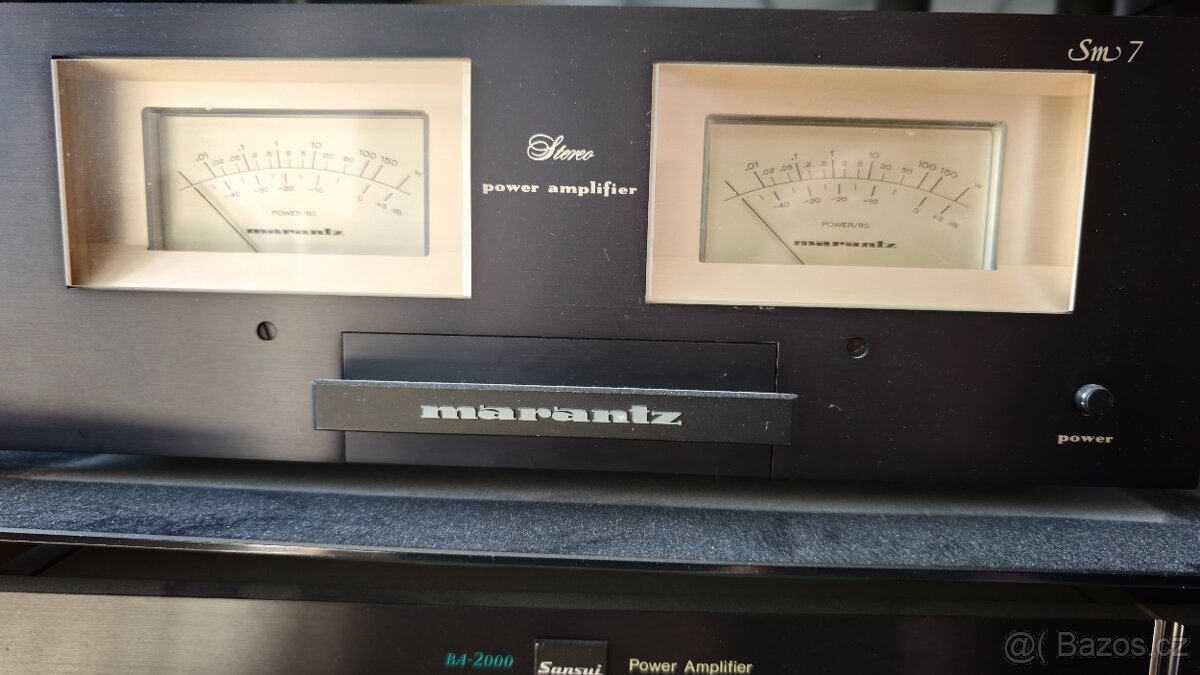 Sm 7
.01 .02 .05 .1 .2 .5 1 2 5 10 20 50 100 150 W
-40 -30 -20 -10 0 +3 dB
POWER/8Ω
marantz
Stereo
power amplifier
.01 .02 .05 .1 .2 .5 1 2 5 10 20 50 100 150 W
-40 -30 -20 -10 0 +3 dB
POWER/8Ω
marantz
marantz
power
BA-2000 Sansui Power Amplifier
@( Bazos.cz